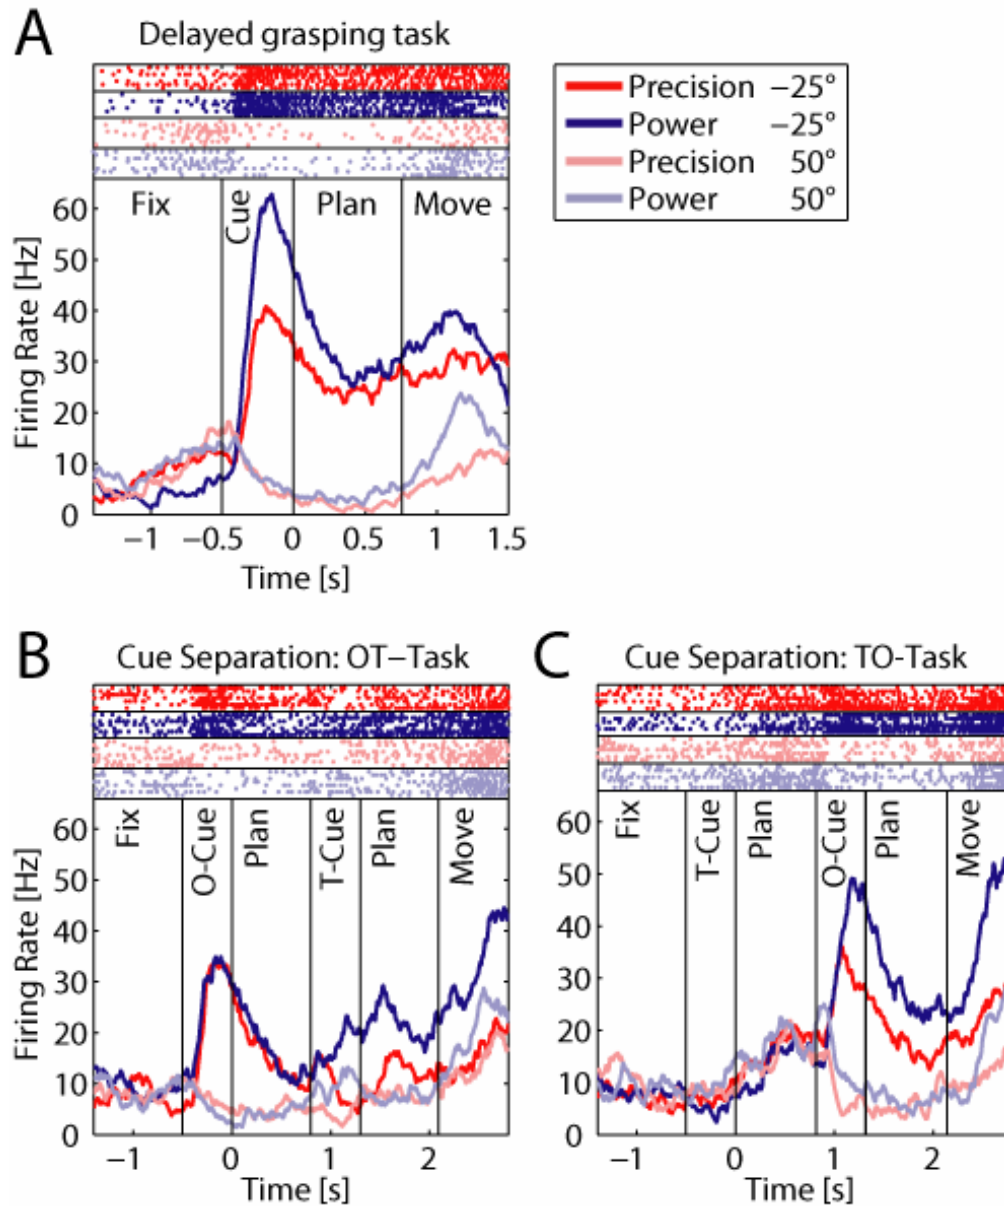 A
Delayed grasping task
Precision −25°
Power −25°
Precision 50°
Power 50°
Fix
Cue
Plan
Move
60
50
40
30
20
10
0
Firing Rate [Hz]
−1
−0.5
0
0.5
1
1.5
Time [s]
B
Cue Separation: OT−Task
Fix
O-Cue
Plan
T-Cue
Plan
Move
60
50
40
30
20
10
0
Firing Rate [Hz]
−1
0
1
2
Time [s]
C
Cue Separation: TO-Task
Fix
T-Cue
Plan
O-Cue
Plan
Move
60
50
40
30
20
10
0
−1
0
1
2
Time [s]